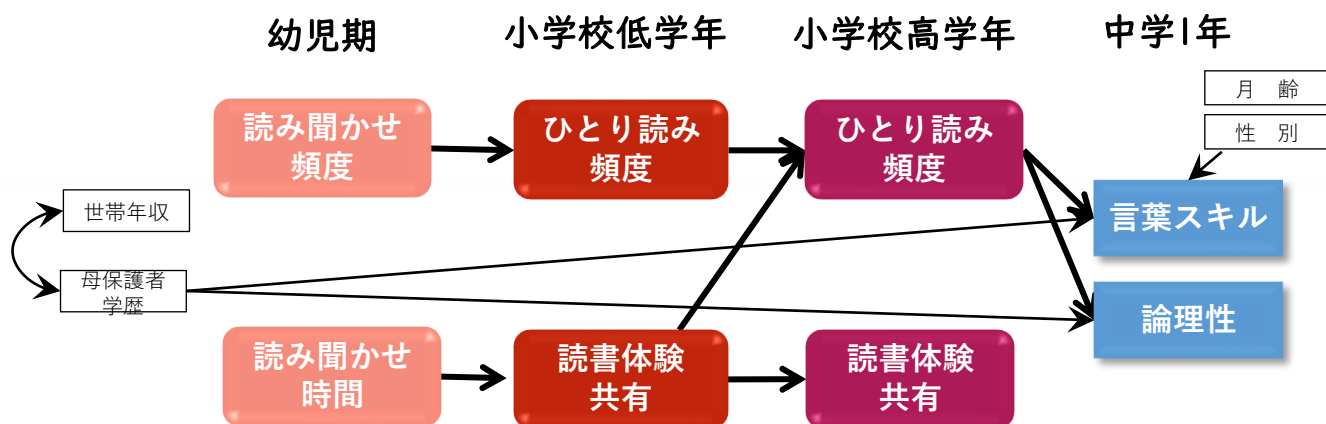 幼児期 小学校低学年 小学校高学年 中学1年
月 齢
性 別
読み聞かせ
頻度
ひとり読み
頻度
ひとり読み
頻度
世帯年収
母保護者
学歴
言葉スキル
論理性
読み聞かせ
時間
読書体験
共有
読書体験
共有